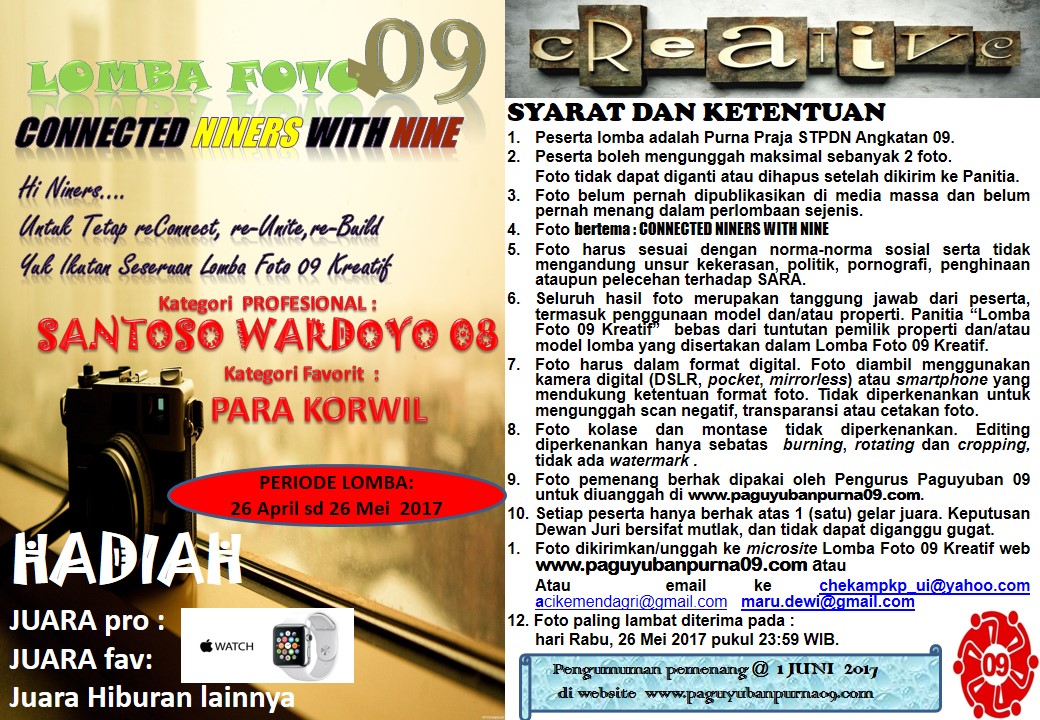 LOMBA FOTO 09
CONNECTED NINERS WITH NINE
Hi Niners....
Untuk Tetap reConnect, re-Unite,re-Build
Yuk Ikutan Seseruan Lomba Foto 09 Kreatif
Kategori PROFESIONAL :
SANTOSO WARDOYO 08
Kategori Favorit :
PARA KORWIL
PERIODE LOMBA:
26 April sd 26 Mei 2017
HADIAH
JUARA pro :
WATCH
JUARA fav:
Juara Hiburan lainnya
cReaTivc
SYARAT DAN KETENTUAN
1. Peserta lomba adalah Purna Praja STPDN Angkatan 09.
2. Peserta boleh mengunggah maksimal sebanyak 2 foto.
Foto tidak dapat diganti atau dihapus setelah dikirim ke Panitia.
3. Foto belum pernah dipublikasikan di media massa dan belum
pernah menang dalam perlombaan sejenis.
4. Foto bertema : CONNECTED NINERS WITH NINE
5. Foto harus sesuai dengan norma-norma sosial serta tidak
mengandung unsur kekerasan, politik, pornografi, penghinaan
ataupun pelecehan terhadap SARA.
6. Seluruh hasil foto merupakan tanggung jawab dari peserta,
termasuk penggunaan model dan/atau properti. Panitia “Lomba
Foto 09 Kreatif” bebas dari tuntutan pemilik properti dan/atau
model lomba yang disertakan dalam Lomba Foto 09 Kreatif.
7. Foto harus dalam format digital. Foto diambil menggunakan
kamera digital (DSLR, pocket, mirrorless) atau smartphone yang
mendukung ketentuan format foto. Tidak diperkenankan untuk
mengunggah scan negatif, transparansi atau cetakan foto.
8. Foto kolase dan montase tidak diperkenankan. Editing
diperkenankan hanya sebatas burning, rotating dan cropping,
tidak ada watermark .
9. Foto pemenang berhak dipakai oleh Pengurus Paguyuban 09
untuk diuanggah di www.paguyubanpurna09.com.
10. Setiap peserta hanya berhak atas 1 (satu) gelar juara. Keputusan
Dewan Juri bersifat mutlak, dan tidak dapat diganggu gugat.
1. Foto dikirimkan/unggah ke microsite Lomba Foto 09 Kreatif web
www.paguyubanpurna09.com atau
Atau email ke chekampkp_ui@yahoo.com
acikemendagri@gmail.com maru.dewi@gmail.com
12. Foto paling lambat diterima pada :
hari Rabu, 26 Mei 2017 pukul 23:59 WIB.
09
Pengumuman pemenang @ 1 JUNI 2017
di website www.paguyubanpurna09.com